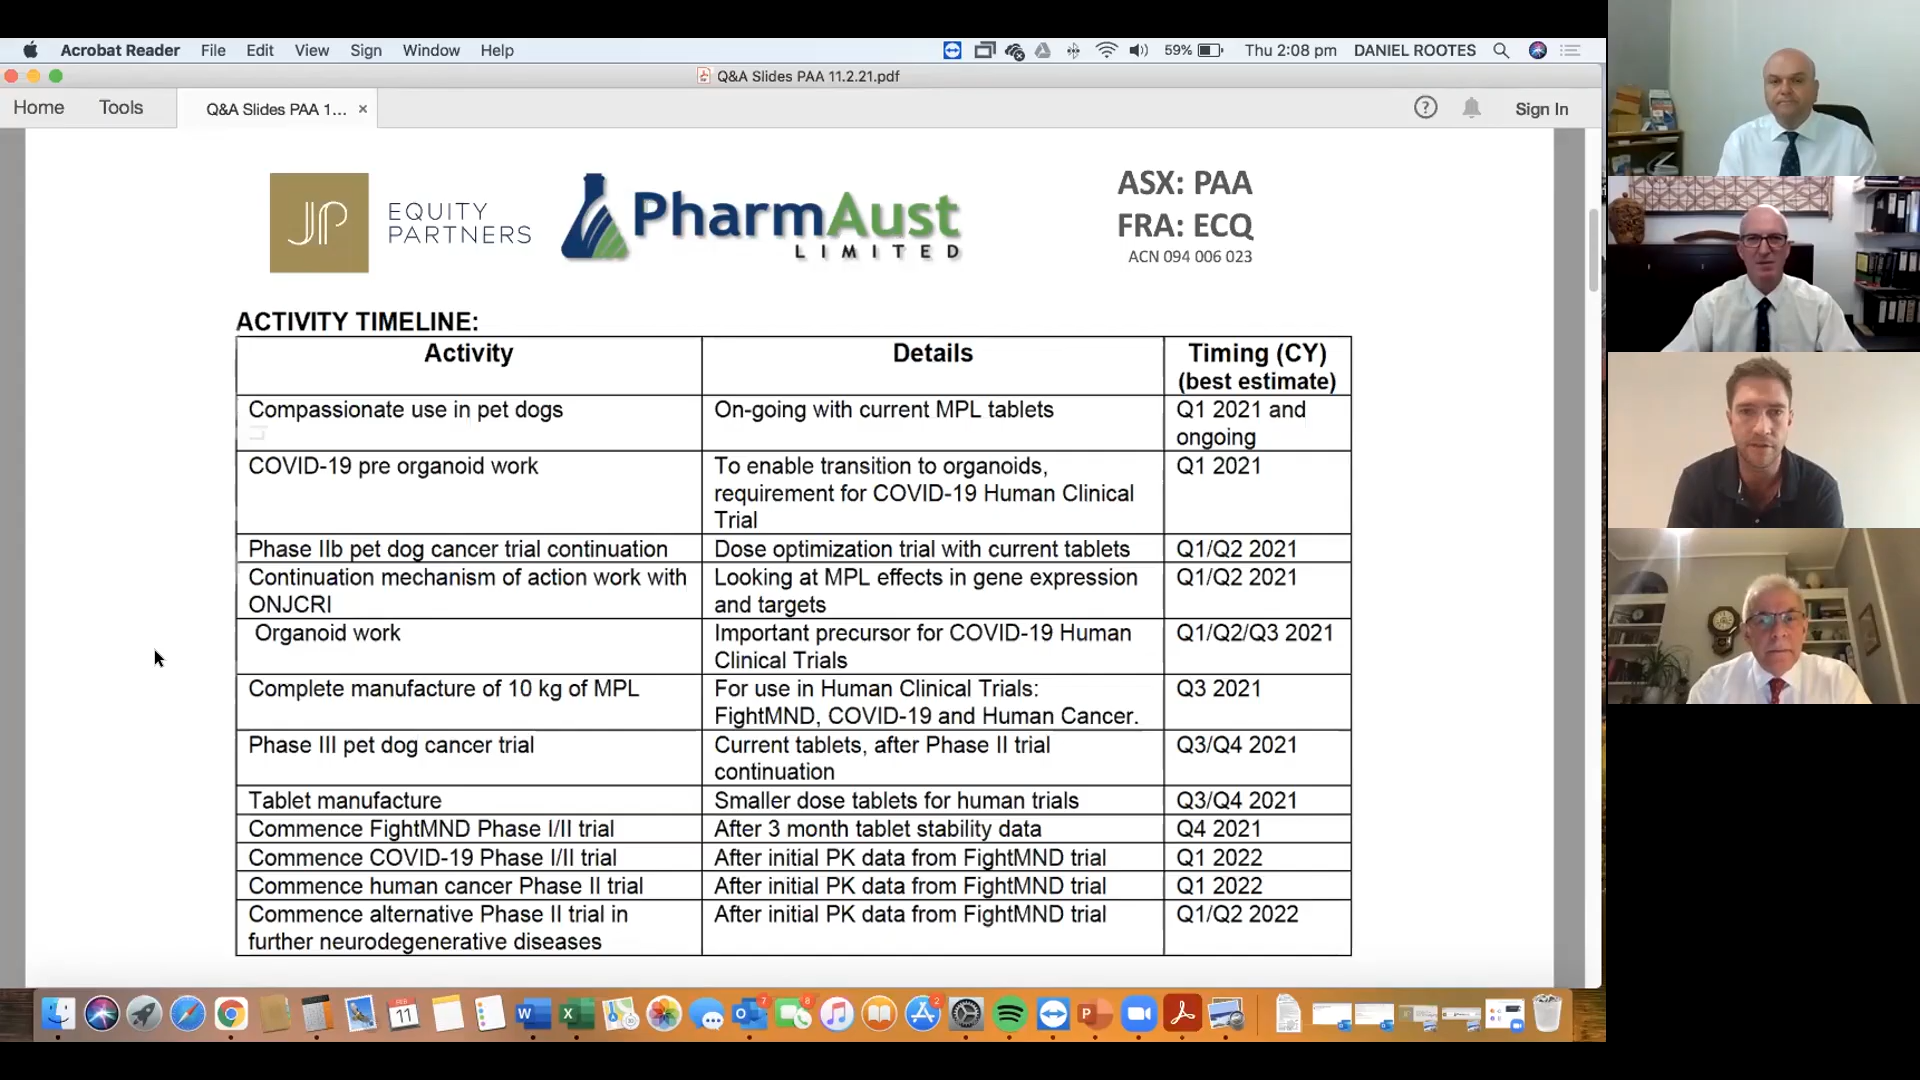 Acrobat Reader File Edit View Sign Window Help 59% Thu 2:08 pm DANIEL ROOTES
Q&A Slides PAA 11.2.21.pdf
Home Tools Q&A Slides PAA 1... × ? Sign In
JP EQUITY PARTNERS
PharmAust
LIMITED
ASX: PAA
FRA: ECQ
ACN 094 006 023
ACTIVITY TIMELINE:
Activity Details Timing (CY)
(best estimate)
Compassionate use in pet dogs On-going with current MPL tablets Q1 2021 and
ongoing
COVID-19 pre organoid work To enable transition to organoids, Q1 2021
requirement for COVID-19 Human Clinical
Trial
Phase IIb pet dog cancer trial continuation Dose optimization trial with current tablets Q1/Q2 2021
Continuation mechanism of action work with Looking at MPL effects in gene expression Q1/Q2 2021
ONJCRI and targets
Organoid work Important precursor for COVID-19 Human Q1/Q2/Q3 2021
Clinical Trials
Complete manufacture of 10 kg of MPL For use in Human Clinical Trials: Q3 2021
FightMND, COVID-19 and Human Cancer.
Phase III pet dog cancer trial Current tablets, after Phase II trial Q3/Q4 2021
continuation
Tablet manufacture Smaller dose tablets for human trials Q3/Q4 2021
Commence FightMND Phase I/II trial After 3 month tablet stability data Q4 2021
Commence COVID-19 Phase I/II trial After initial PK data from FightMND trial Q1 2022
Commence human cancer Phase II trial After initial PK data from FightMND trial Q1 2022
Commence alternative Phase II trial in After initial PK data from FightMND trial Q1/Q2 2022
further neurodegenerative diseases
FEB 11 W X 7 8 2 P